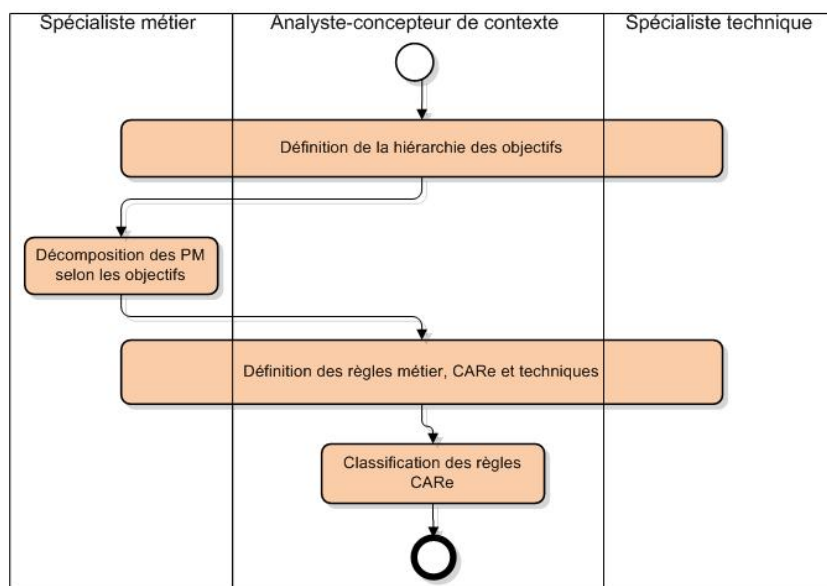 Spécialiste métier
Analyste-concepteur de contexte
Spécialiste technique
Définition de la hiérarchie des objectifs
Décomposition des PM
selon les objectifs
Définition des règles métier, CARe et techniques
Classification des règles
CARe